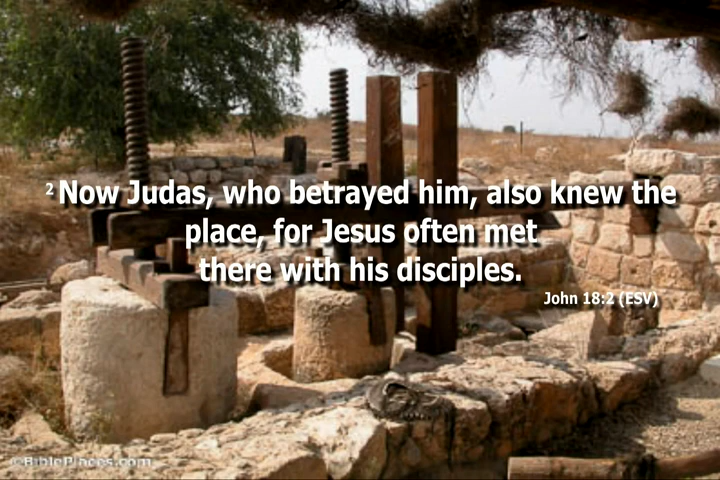 2 Now Judas, who betrayed him, also knew the
place, for Jesus often met
there with his disciples.
John 18:2 (ESV)
©BiblePlaces.com